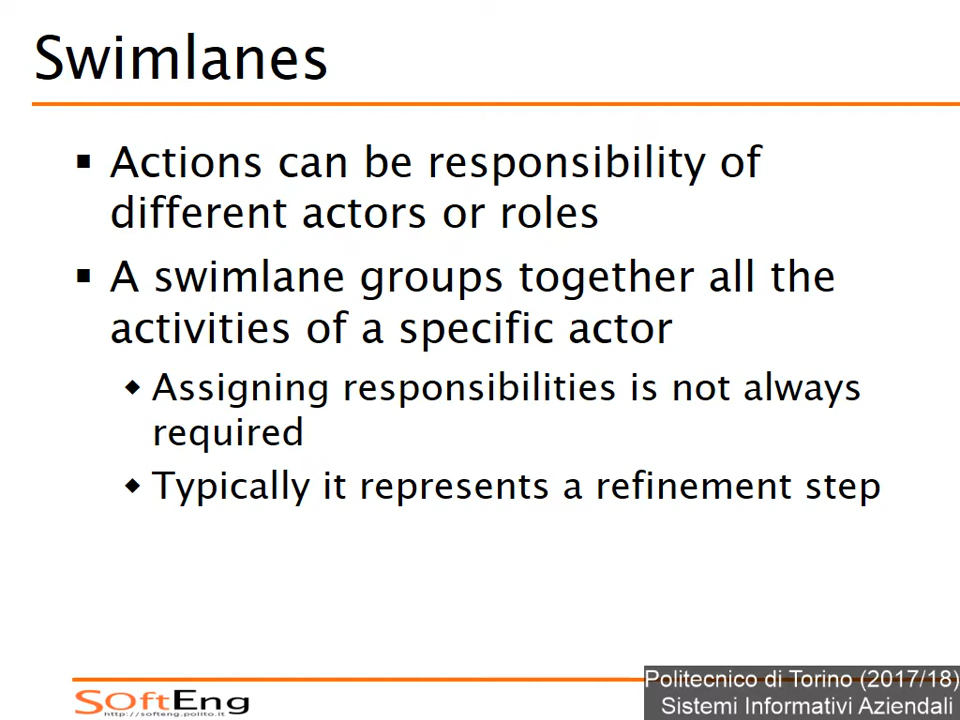 Swimlanes
▪ Actions can be responsibility of
different actors or roles
▪ A swimlane groups together all the
activities of a specific actor
◆ Assigning responsibilities is not always
required
◆ Typically it represents a refinement step
SOftEng
http://softeng.polito.it
Politecnico di Torino (2017/18)
Sistemi Informativi Aziendali